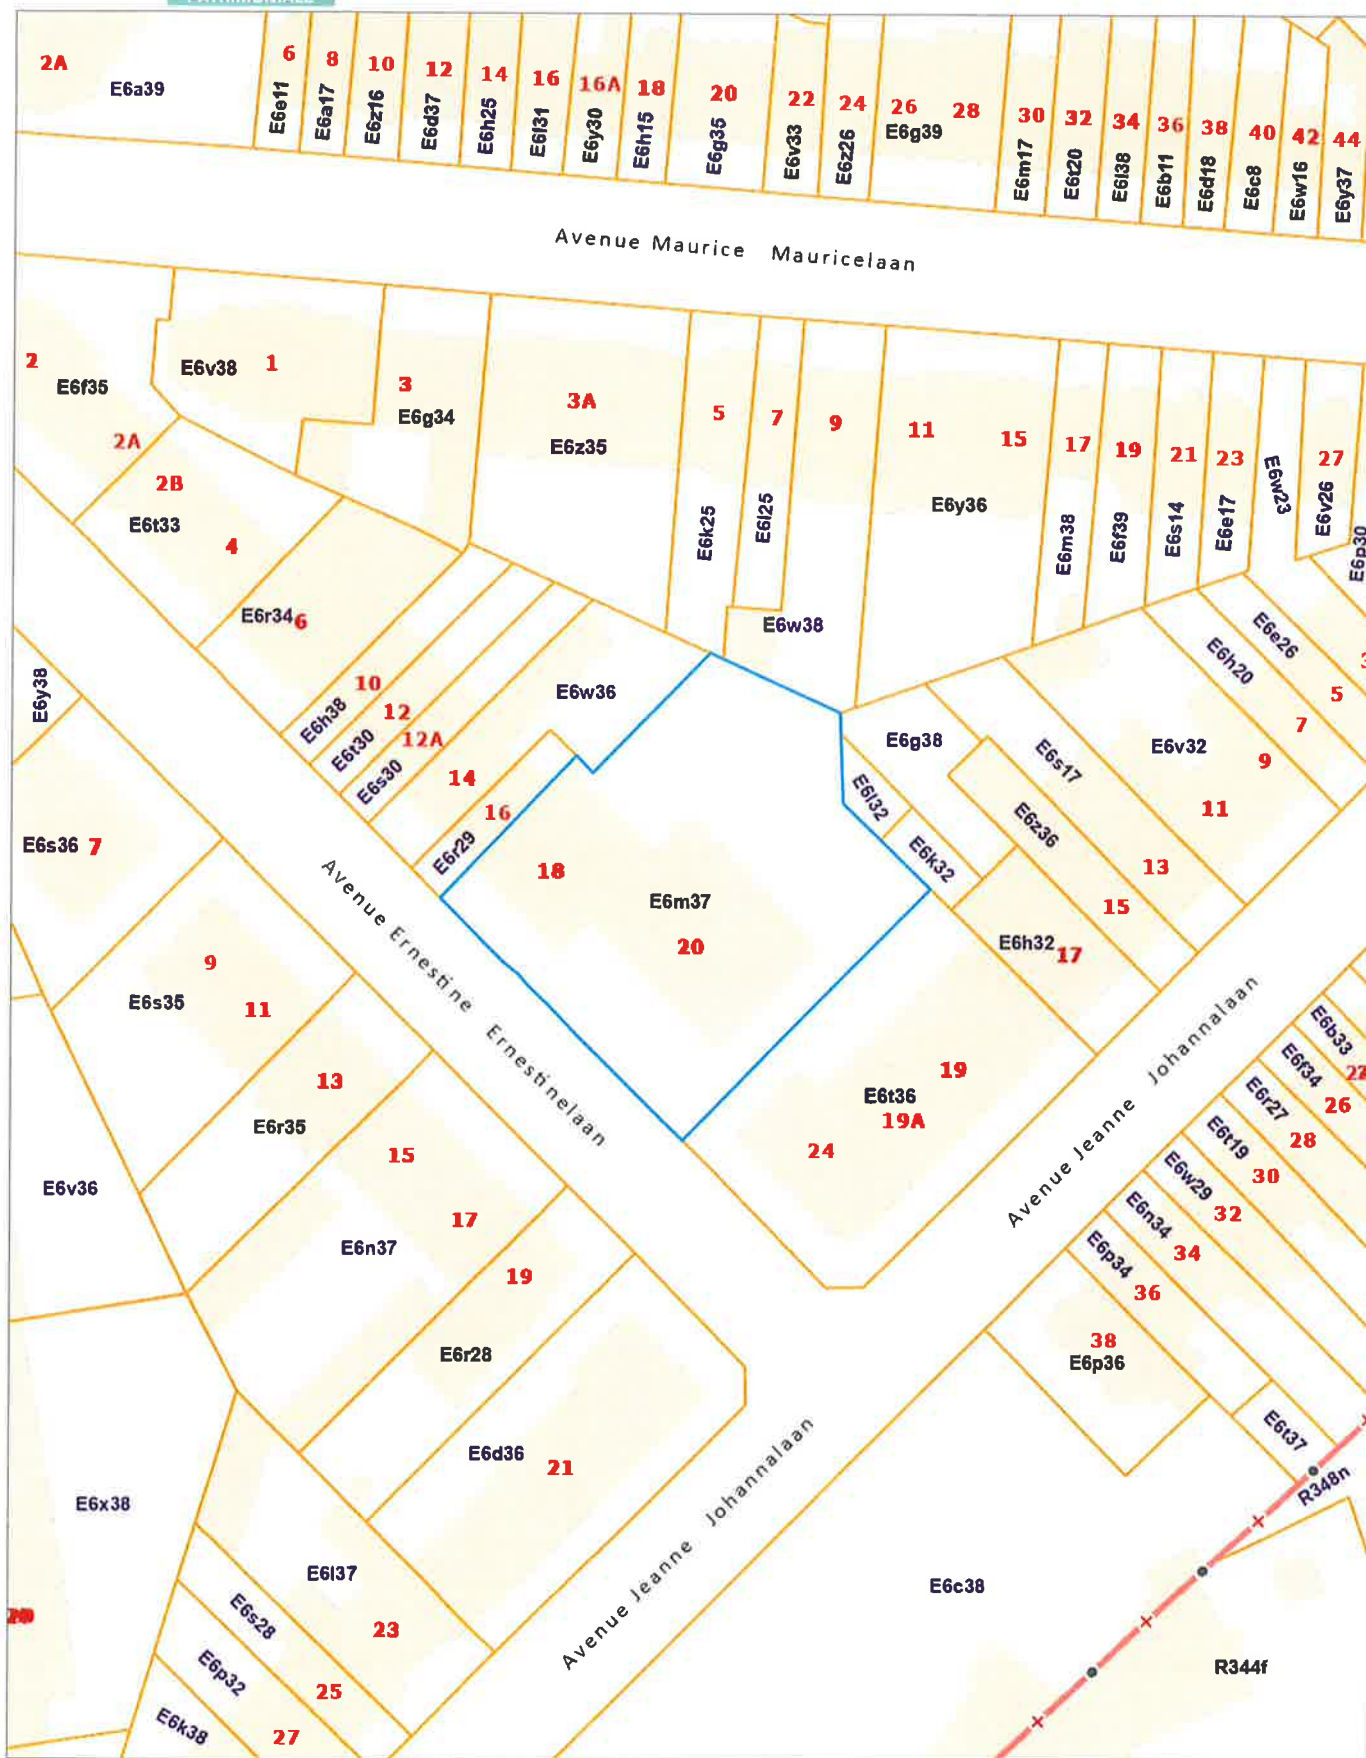 2A
E6a39
6
E6e11
8
E6a17
10
E6z16
12
E6d37
14
E6h25
16
E6l31
16A
E6y30
18
E6h15
20
E6g35
22
E6v33
24
E6z26
26
E6g39
28
30
E6m17
32
E6t20
34
E6l38
36
E6b11
38
E6d18
40
E6c8
42
E6w16
44
E6y37
Avenue Maurice Mauricelaan
2
E6f35
2A
E6v38
1
3
E6g34
3A
E6z35
5
E6k25
7
E6l25
9
E6w38
11
15
E6y36
17
E6m38
19
E6f39
21
E6s14
23
E6e17
E6w23
27
E6v26
E6p30
2B
E6t33
4
E6r34
6
10
E6h38
12
E6t30
12A
E6s30
E6w36
14
16
E6r29
18
E6m37
20
E6g38
E6l32
E6k32
E6s17
E6z36
E6v32
E6h20
E6e26
5
7
9
11
13
15
E6h32
17
E6y38
E6s36
7
Avenue Ernestine Ernestinelaan
9
E6s35
11
13
E6r35
15
17
E6n37
19
E6r28
E6d36
21
E6v36
E6x38
E6l37
23
E6s28
25
E6p32
27
E6k38
19
E6t36
19A
24
Avenue Jeanne Johannalaan
E6b33
E6f34
26
E6r27
28
E6t19
30
E6w29
32
E6n34
34
E6p34
36
38
E6p36
E6t37
R348n
Avenue Jeanne Johannalaan
E6c38
R344f